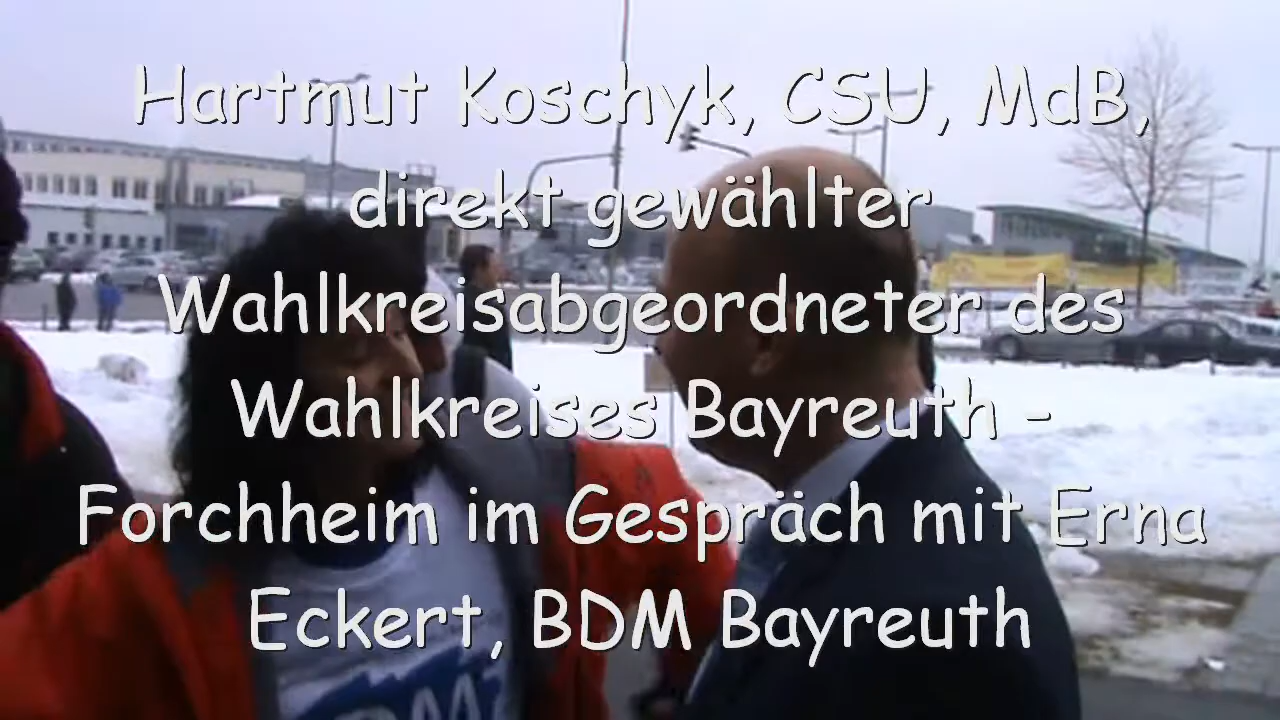 Hartmut Koschyk, CSU, MdB,
direkt gewählter
Wahlkreisabgeordneter des
Wahlkreises Bayreuth -
Forchheim im Gespräch mit Erna
Eckert, BDM Bayreuth